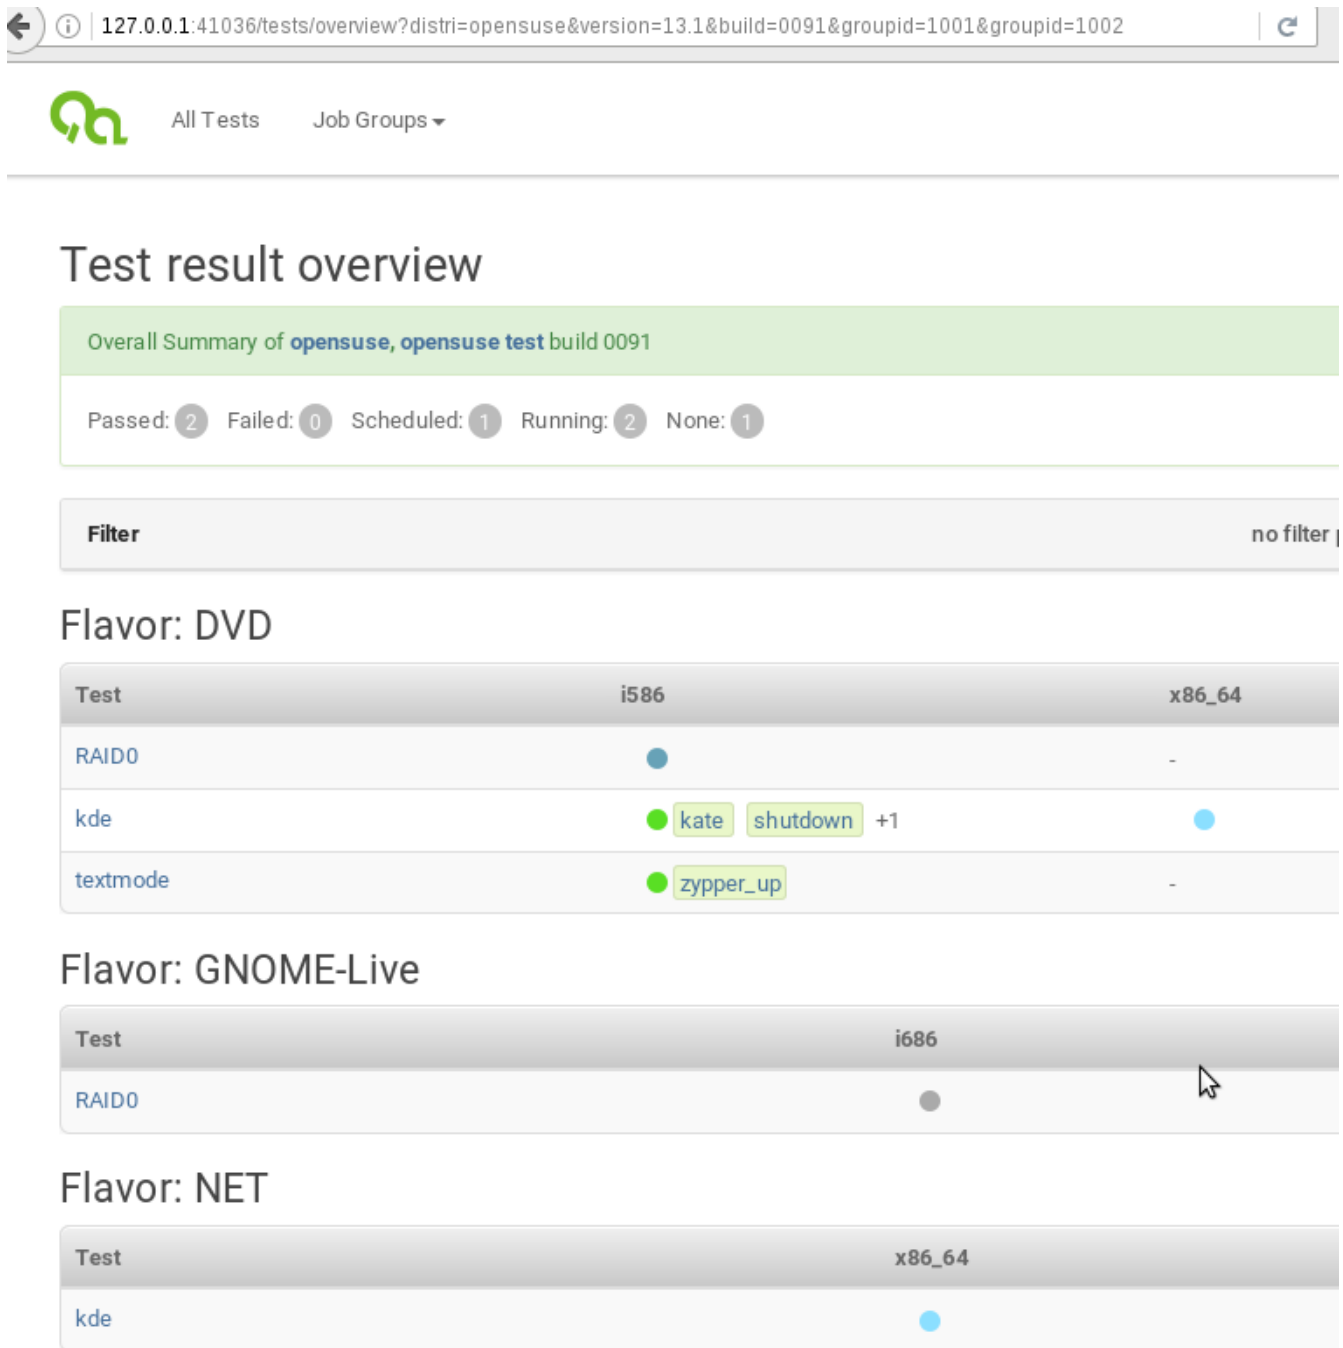 127.0.0.1:41036/tests/overview?distri=opensuse&version=13.1&build=0091&groupid=1001&groupid=1002
All Tests Job Groups
Test result overview
Overall Summary of opensuse, opensuse test build 0091
Passed: 2 Failed: 0 Scheduled: 1 Running: 2 None: 1
Filter no filter
Flavor: DVD
Test i586 x86_64
RAID0 -
kde kate shutdown +1
textmode zypper_up -
Flavor: GNOME-Live
Test i686
RAID0
Flavor: NET
Test x86_64
kde